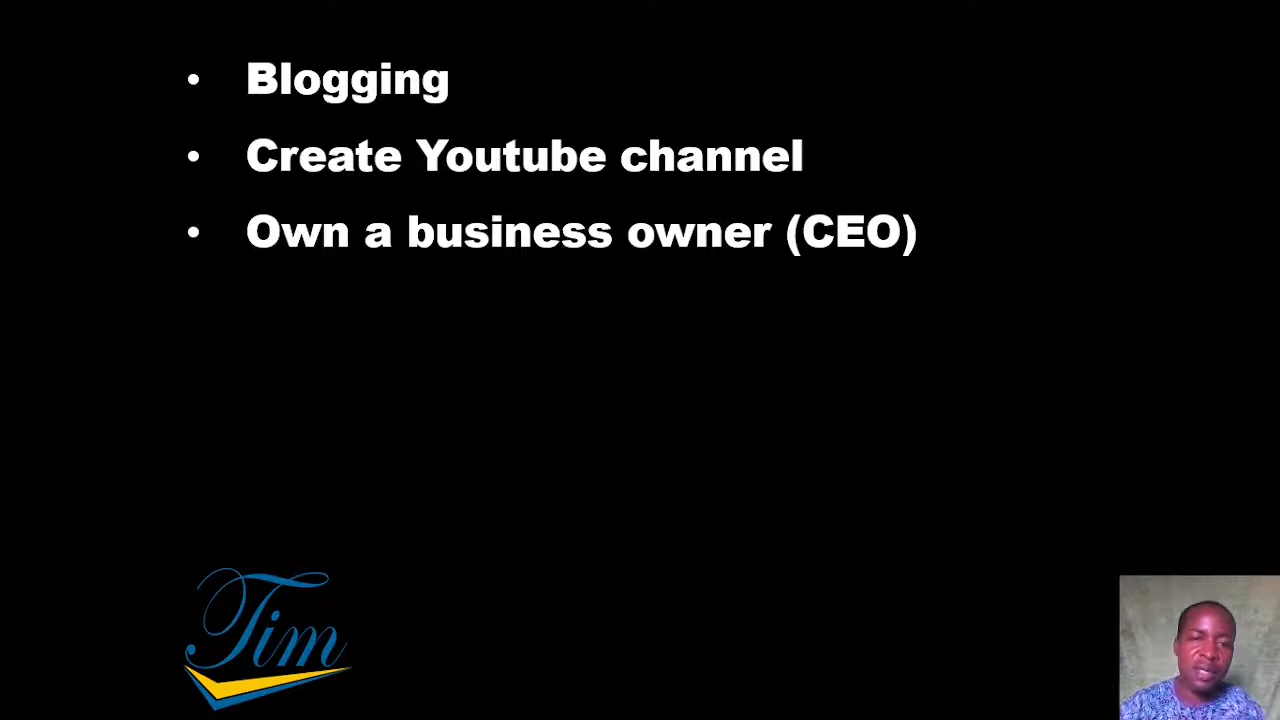 • Blogging
• Create Youtube channel
• Own a business owner (CEO)
Tim